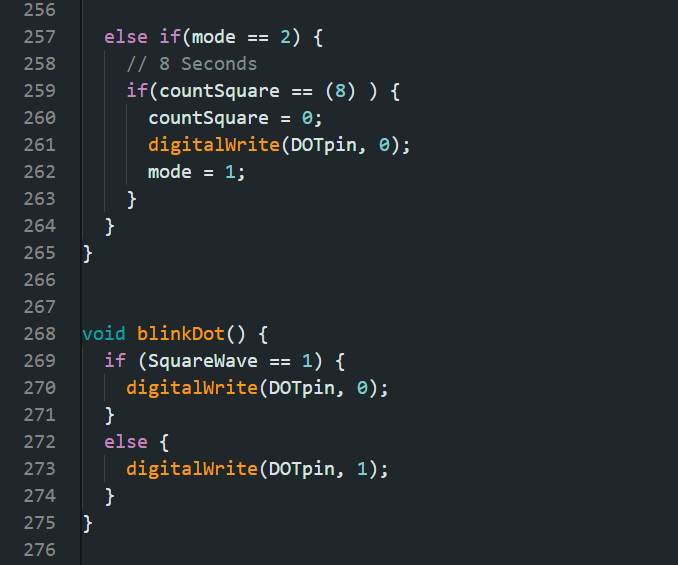 256
257 else if(mode == 2) {
258 // 8 Seconds
259 if(countSquare == (8) ) {
260 countSquare = 0;
261 digitalWrite(DOTpin, 0);
262 mode = 1;
263 }
264 }
265 }
266
267
268 void blinkDot() {
269 if (SquareWave == 1) {
270 digitalWrite(DOTpin, 0);
271 }
272 else {
273 digitalWrite(DOTpin, 1);
274 }
275 }
276